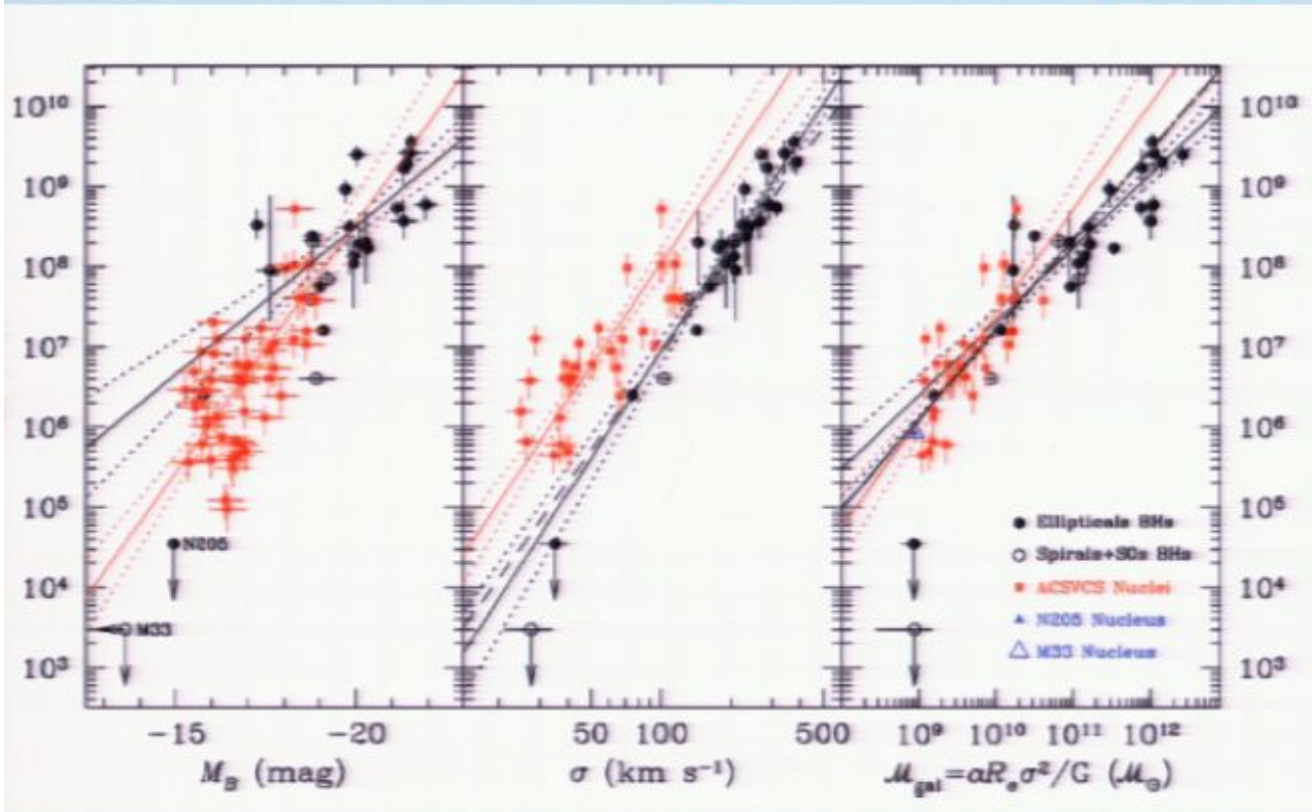 10¹⁰
10⁹
10⁸
10⁷
10⁶
10⁵
10⁴
10³
N205
M33
-15 -20
M_B (mag)
50 100 500
σ (km s⁻¹)
10⁹ 10¹⁰ 10¹¹ 10¹²
ℳ_gal=αR_eσ²/G (ℳ_⊙)
Ellipticals BHs
Spirals+S0s BHs
ACSVCS Nuclei
N205 Nucleus
M33 Nucleus
10¹⁰
10⁹
10⁸
10⁷
10⁶
10⁵
10⁴
10³